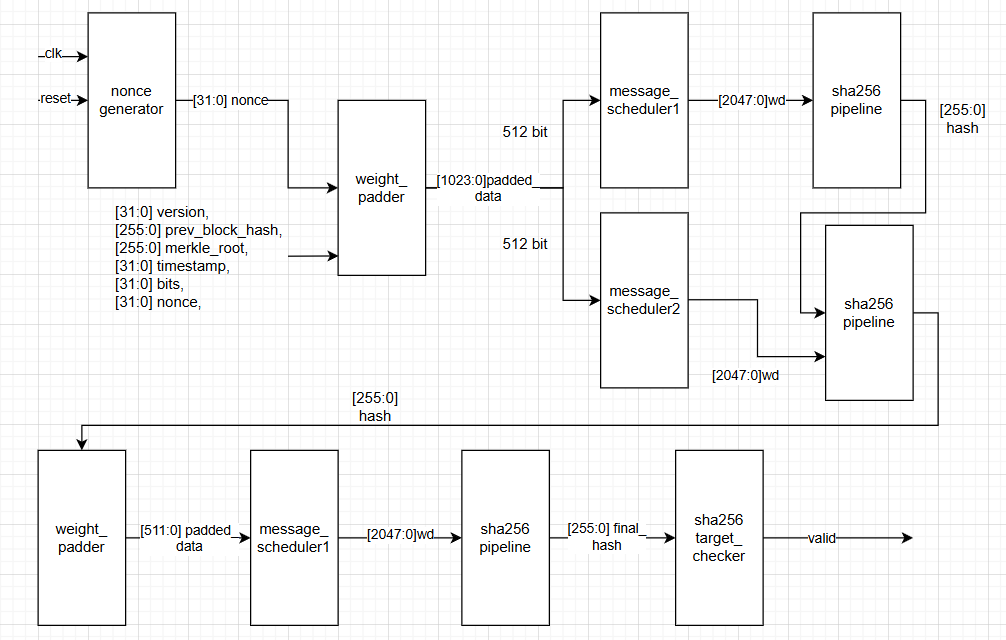 clk
reset
nonce
generator
[31:0] nonce
[31:0] version,
[255:0] prev_block_hash,
[255:0] merkle_root,
[31:0] timestamp,
[31:0] bits,
[31:0] nonce,
weight_
padder
[1023:0]padded_
data
512 bit
512 bit
message_
scheduler1
[2047:0]wd
sha256
pipeline
[255:0]
hash
message_
scheduler2
[2047:0]wd
sha256
pipeline
[255:0]
hash
weight_
padder
[511:0] padded_
data
message_
scheduler1
[2047:0]wd
sha256
pipeline
[255:0] final_
hash
sha256
target_
checker
valid